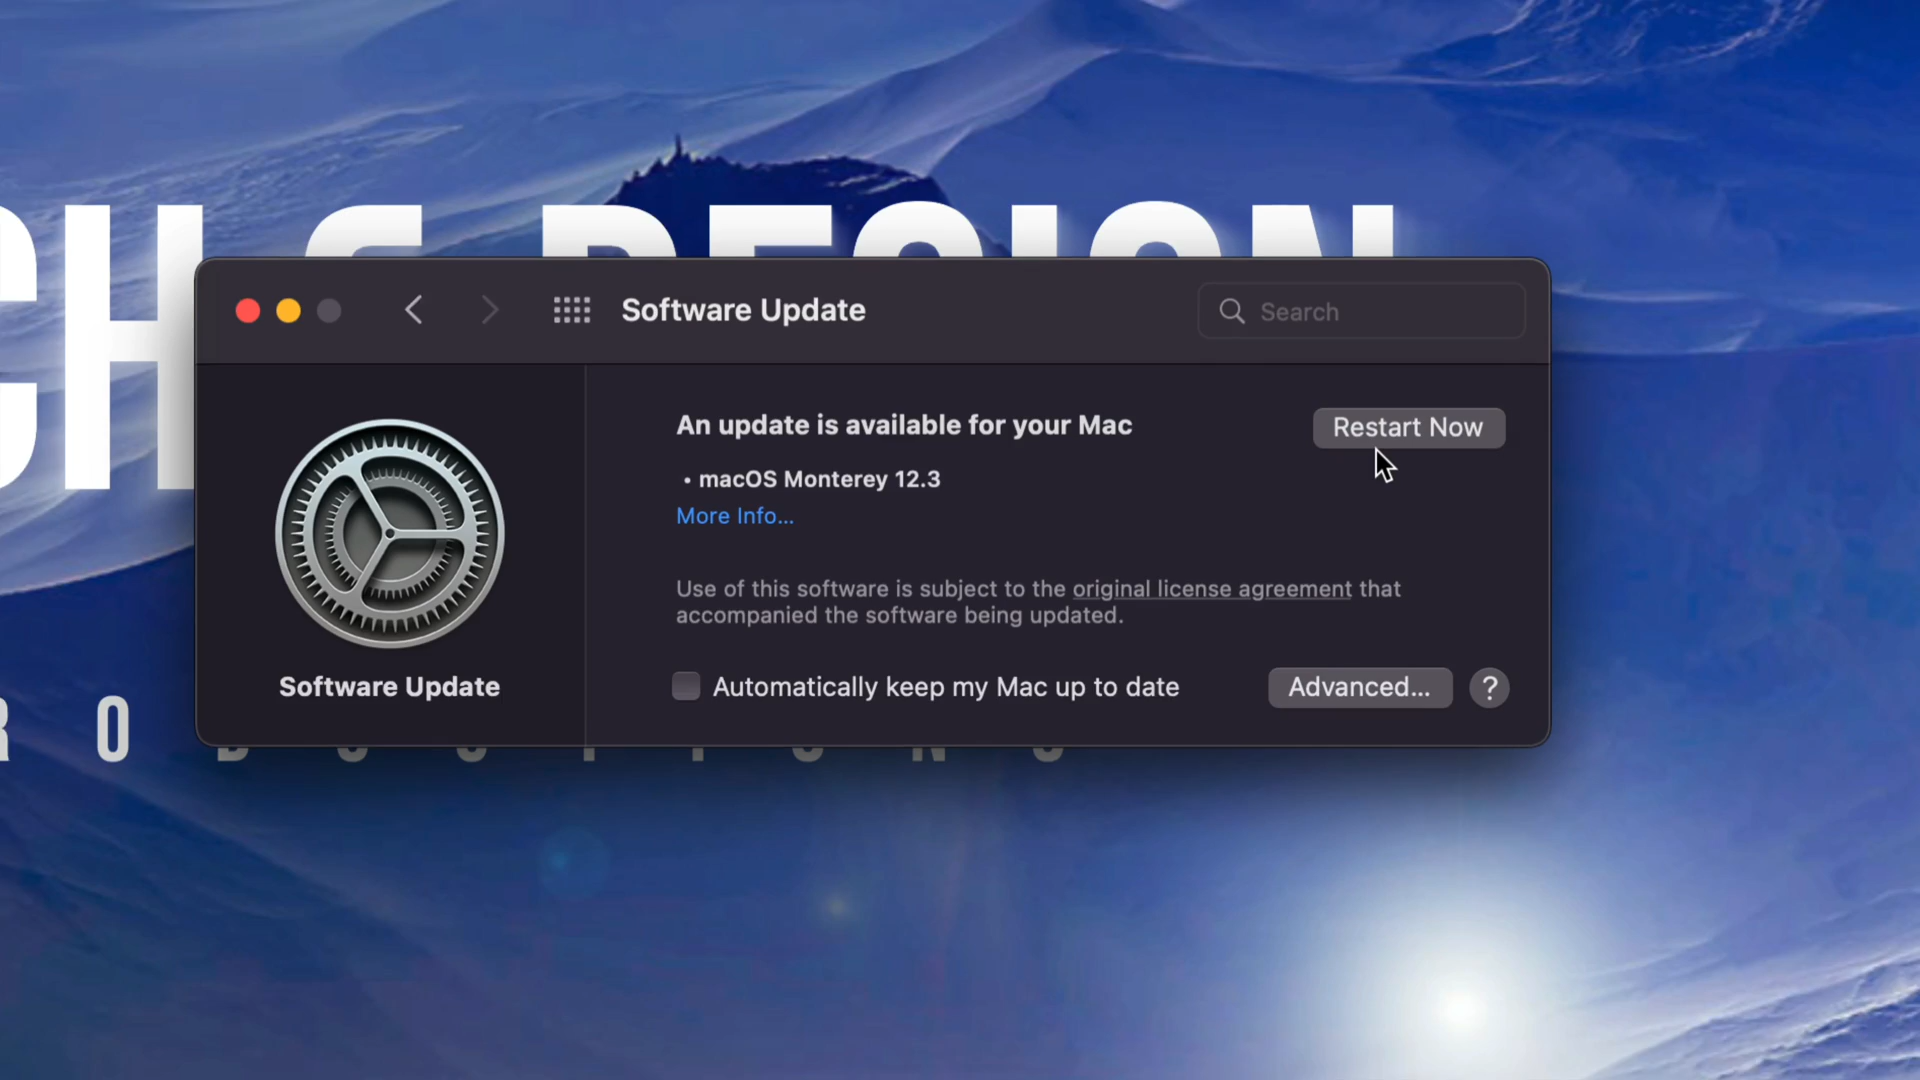 CH & DESIGN
Software Update
Search
An update is available for your Mac
Restart Now
• macOS Monterey 12.3
More Info...
Use of this software is subject to the original license agreement that
accompanied the software being updated.
Software Update
Automatically keep my Mac up to date
Advanced...
?